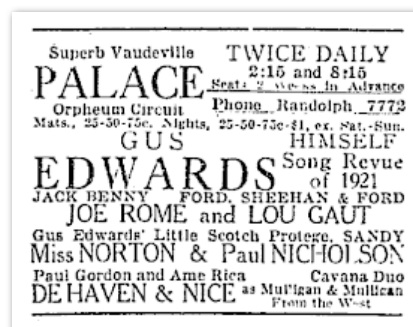 Superb Vaudeville
TWICE DAILY
PALACE
2:15 and 8:15
Seats 2 Weeks in Advance
Orpheum Circuit
Phone Randolph 7772
Mats., 25-50-75c. Nights, 25-50-75c-$1, ex. Sat.-Sun.
GUS HIMSELF
EDWARDS
Song Revue
of 1921
JACK BENNY FORD, SHEEHAN & FORD
JOE ROME and LOU GAUT
Gus Edwards' Little Scotch Protege, SANDY
Miss NORTON & Paul NICHOLSON
Paul Gordon and Ame Rica Cavana Duo
DE HAVEN & NICE as Mulligan & Mulligan
From the West